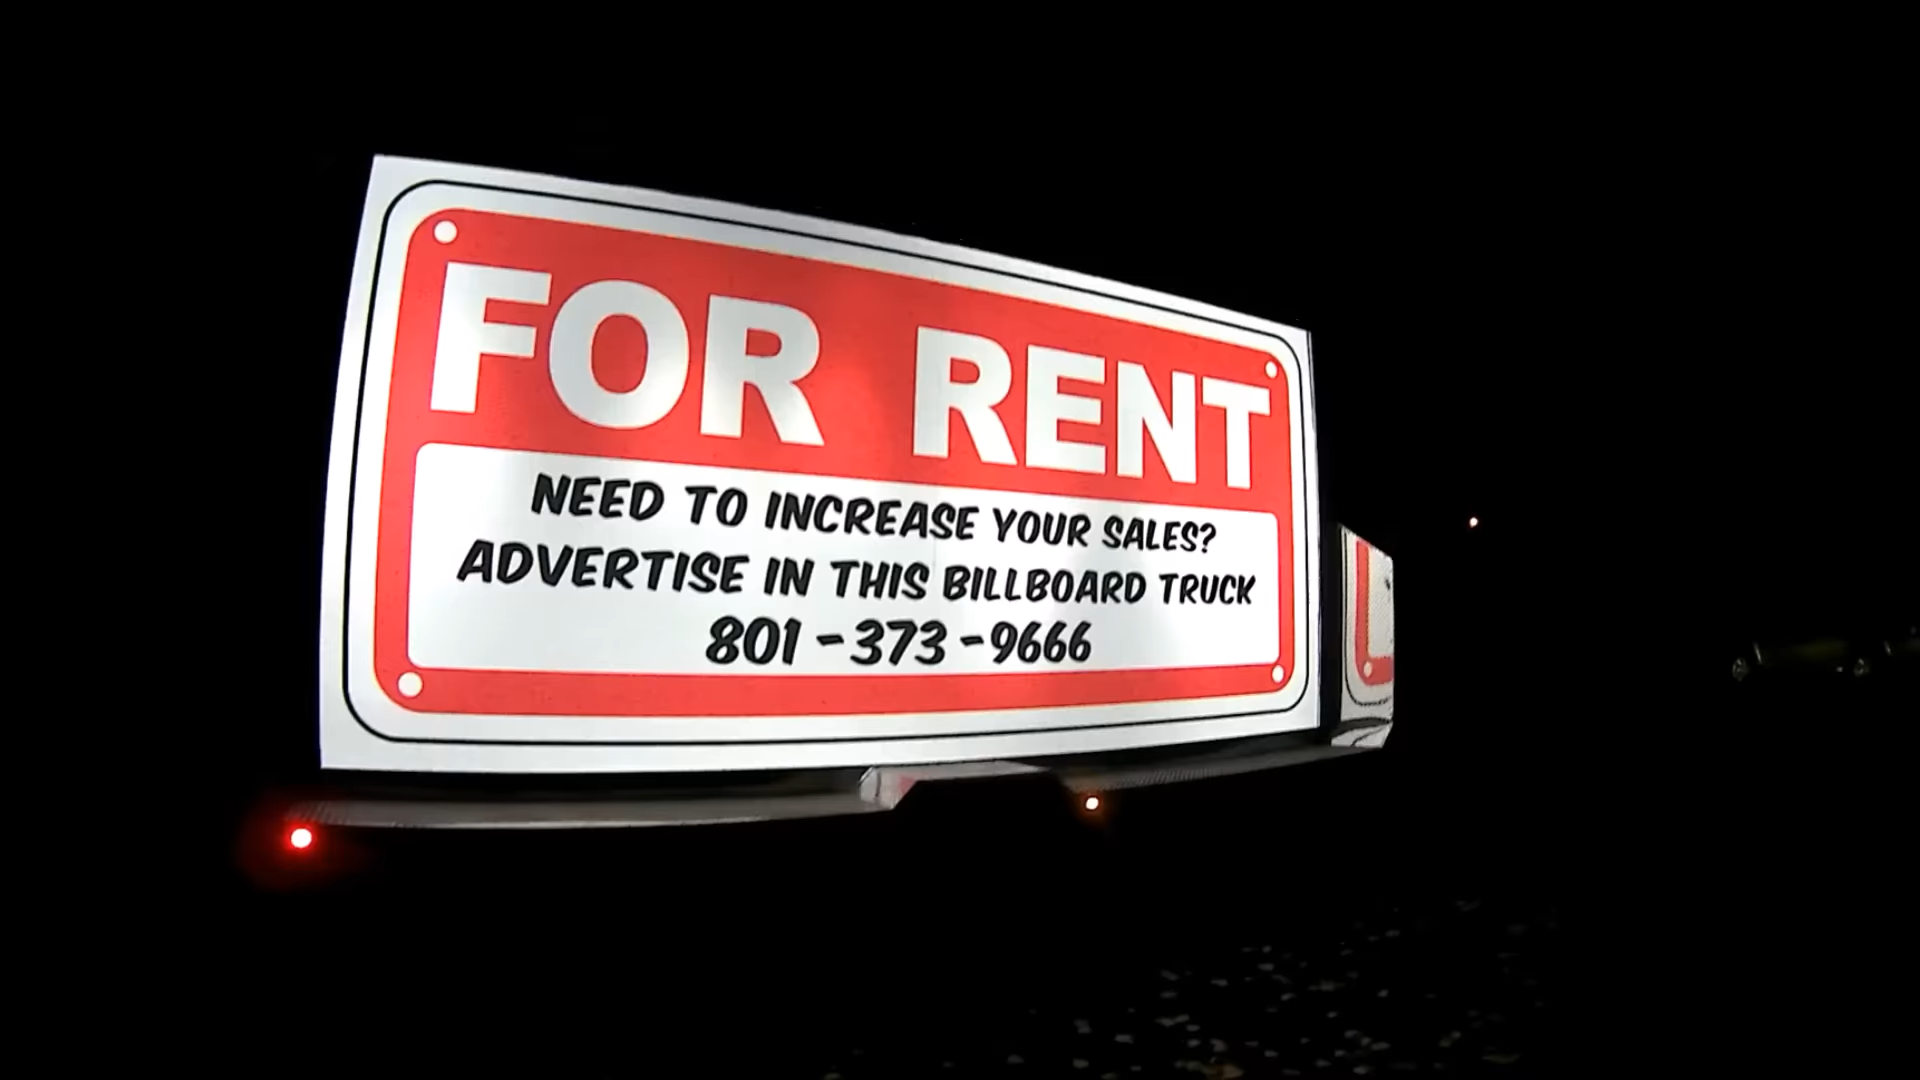 FOR RENT
NEED TO INCREASE YOUR SALES?
ADVERTISE IN THIS BILLBOARD TRUCK
801-373-9666